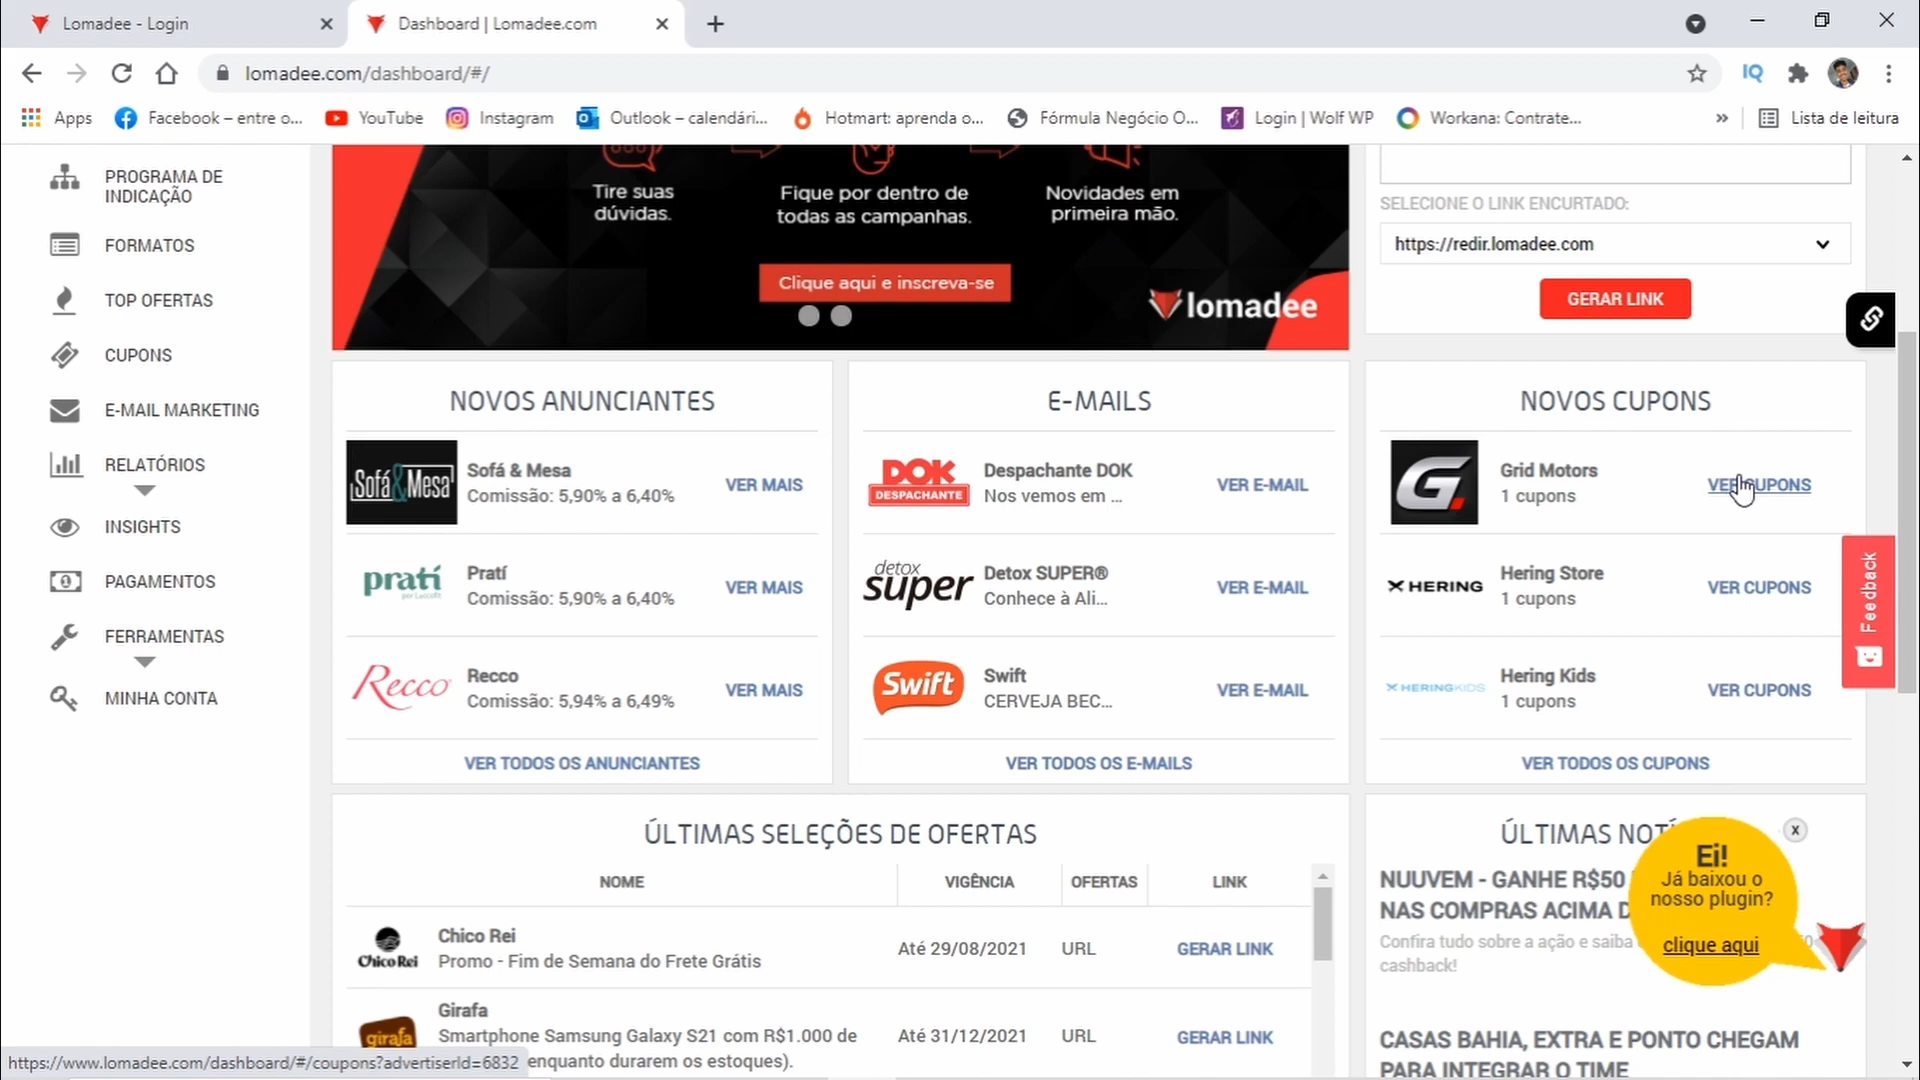 Lomadee - Login
Dashboard | Lomadee.com
lomadee.com/dashboard/#/
IQ
Apps
Facebook – entre o...
YouTube
Instagram
Outlook – calendári...
Hotmart: aprenda o...
Fórmula Negócio O...
Login | Wolf WP
Workana: Contrate...
»
Lista de leitura
PROGRAMA DE
INDICAÇÃO
FORMATOS
TOP OFERTAS
CUPONS
E-MAIL MARKETING
RELATÓRIOS
INSIGHTS
PAGAMENTOS
FERRAMENTAS
MINHA CONTA
Tire suas
dúvidas.
Fique por dentro de
todas as campanhas.
Novidades em
primeira mão.
Clique aqui e inscreva-se
lomadee
SELECIONE O LINK ENCURTADO:
https://redir.lomadee.com
GERAR LINK
NOVOS ANUNCIANTES
Sofá&Mesa
Sofá & Mesa
Comissão: 5,90% a 6,40%
VER MAIS
pratí
Pratí
Comissão: 5,90% a 6,40%
VER MAIS
Recco
Recco
Comissão: 5,94% a 6,49%
VER MAIS
VER TODOS OS ANUNCIANTES
E-MAILS
DOK
DESPACHANTE
Despachante DOK
Nos vemos em ...
VER E-MAIL
detox
super
Detox SUPER®
Conhece à Ali...
VER E-MAIL
Swift
Swift
CERVEJA BEC...
VER E-MAIL
VER TODOS OS E-MAILS
NOVOS CUPONS
G.
Grid Motors
1 cupons
VER CUPONS
HERING
Hering Store
1 cupons
VER CUPONS
HERINGKIDS
Hering Kids
1 cupons
VER CUPONS
VER TODOS OS CUPONS
Feedback
ÚLTIMAS SELEÇÕES DE OFERTAS
NOME
VIGÊNCIA
OFERTAS
LINK
Chico Rei
Chico Rei
Promo - Fim de Semana do Frete Grátis
Até 29/08/2021
URL
GERAR LINK
girafa
Girafa
Smartphone Samsung Galaxy S21 com R$1.000 de
enquanto durarem os estoques).
Até 31/12/2021
URL
GERAR LINK
ÚLTIMAS
x
NUUVEM - GANHE R$50
NAS COMPRAS ACIMA
Confira tudo sobre a ação e saiba
cashback!
Ei!
Já baixou o
nosso plugin?
clique aqui
CASAS BAHIA, EXTRA E PONTO CHEGAM
PARA INTEGRAR O TIME
https://www.lomadee.com/dashboard/#/coupons?advertiserId=6832